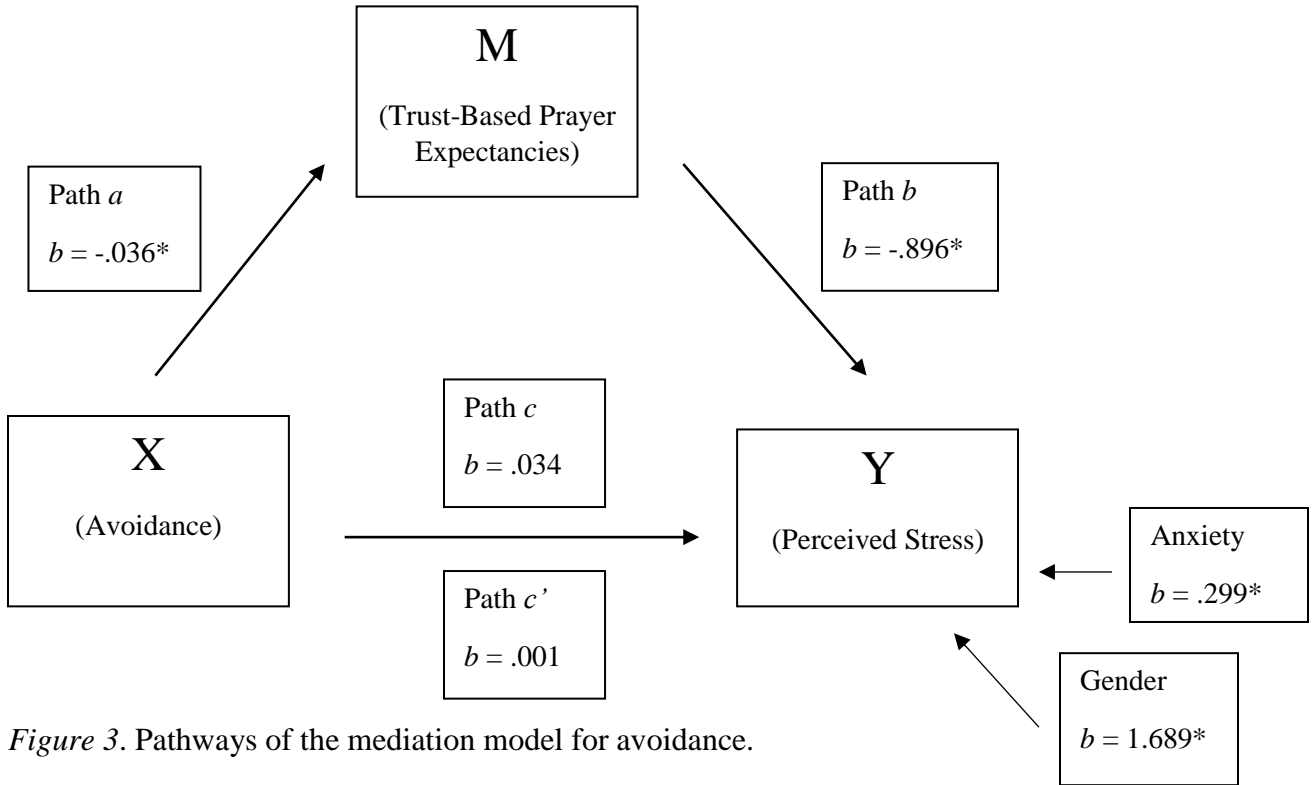 M
(Trust-Based Prayer
Expectancies)
Path a
b = -.036*
Path b
b = -.896*
X
(Avoidance)
Path c
b = .034
Path c’
b = .001
Y
(Perceived Stress)
Anxiety
b = .299*
Gender
b = 1.689*
Figure 3. Pathways of the mediation model for avoidance.